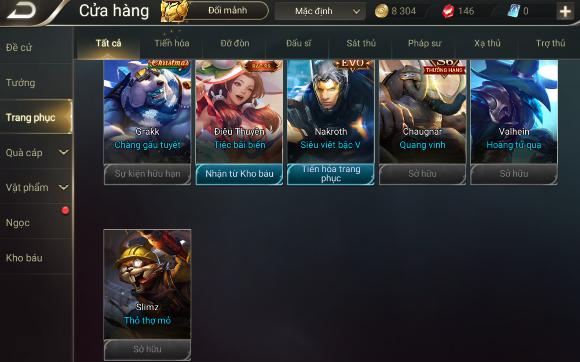 Cửa hàng
Đổi mảnh
Mặc định
8 304
146
0
Đề cử
Tướng
Trang phục
Quà cáp
Vật phẩm
Ngọc
Kho báu
Tất cả
Tiến hóa
Đỡ đòn
Đấu sĩ
Sát thủ
Pháp sư
Xạ thủ
Trợ thủ
Christmas
Grakk
Chàng gấu tuyết
Sự kiện hữu hạn
Điêu Thuyền
Tiệc bãi biển
Nhận từ Kho báu
EVO
Nakroth
Siêu việt bậc V
Tiến hóa trang
phục
S6
THƯỞNG HẠNG
Chaugnar
Quang vinh
Sở hữu
Valhein
Hoàng tử quạ
Sở hữu
Slimz
Thỏ thợ mỏ
Sở hữu